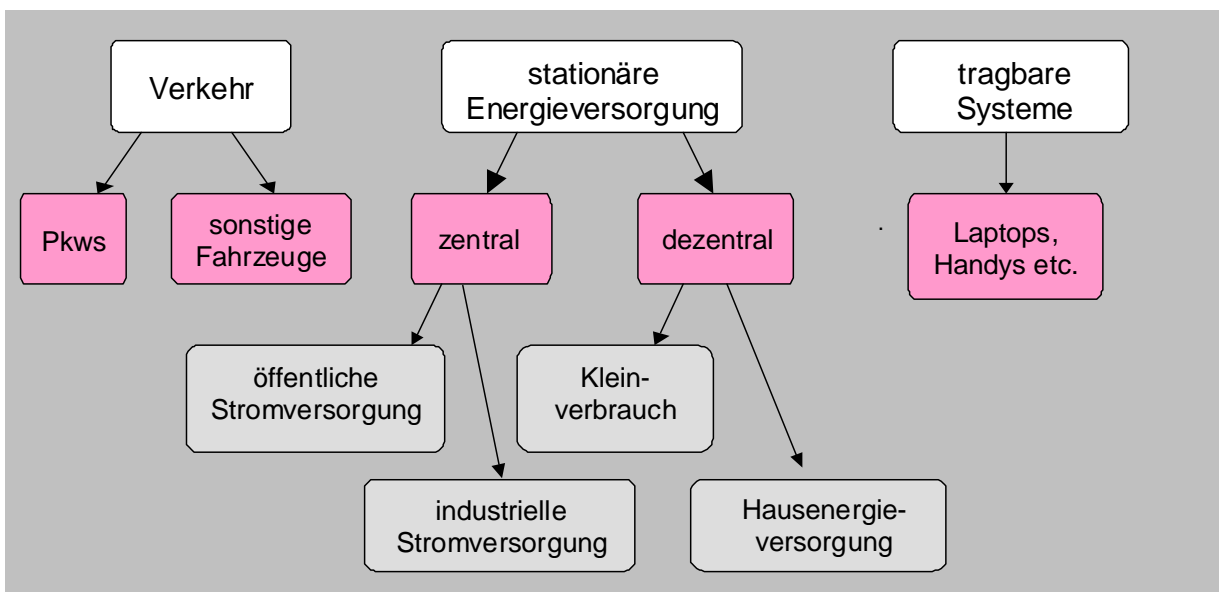 Verkehr
stationäre
Energieversorgung
tragbare
Systeme
Pkws
sonstige
Fahrzeuge
zentral
dezentral
Laptops,
Handys etc.
öffentliche
Stromversorgung
Klein-
verbrauch
industrielle
Stromversorgung
Hausenergie-
versorgung